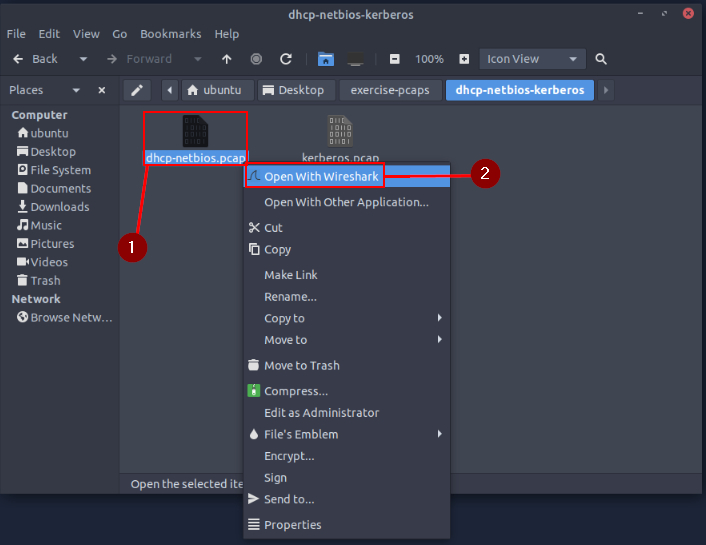 dhcp-netbios-kerberos
File Edit View Go Bookmarks Help
Back Forward 100% Icon View
Places ubuntu Desktop exercise-pcaps dhcp-netbios-kerberos
Computer
ubuntu
Desktop
File System
Documents
Downloads
Music
Pictures
Videos
Trash
Network
Browse Netw...
dhcp-netbios.pcap
kerberos.pcap
1
2
Open With Wireshark
Open With Other Application...
Cut
Copy
Make Link
Rename...
Copy to
Move to
Move to Trash
Compress...
Edit as Administrator
File's Emblem
Encrypt...
Sign
Send to...
Properties
Open the selected ite